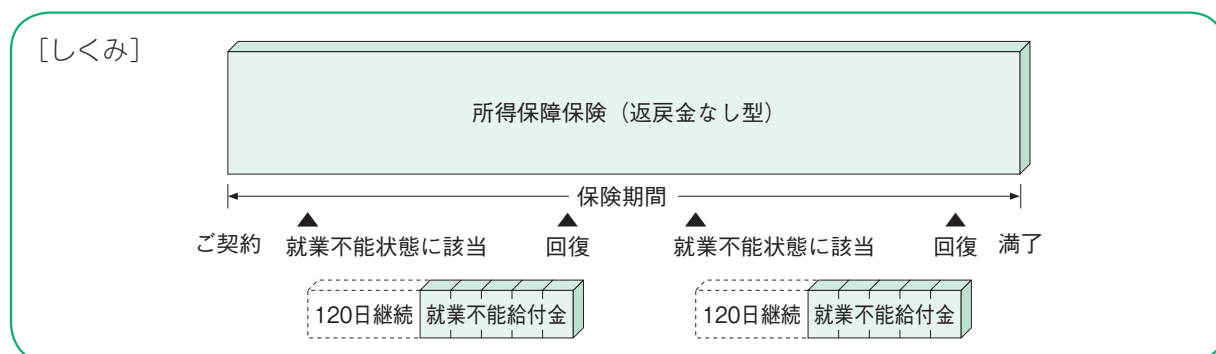 [しくみ]
所得保障保険（返戻金なし型）
保険期間
ご契約 ▲就業不能状態に該当 ▲回復 ▲就業不能状態に該当 ▲回復 満了
120日継続 就業不能給付金 120日継続 就業不能給付金